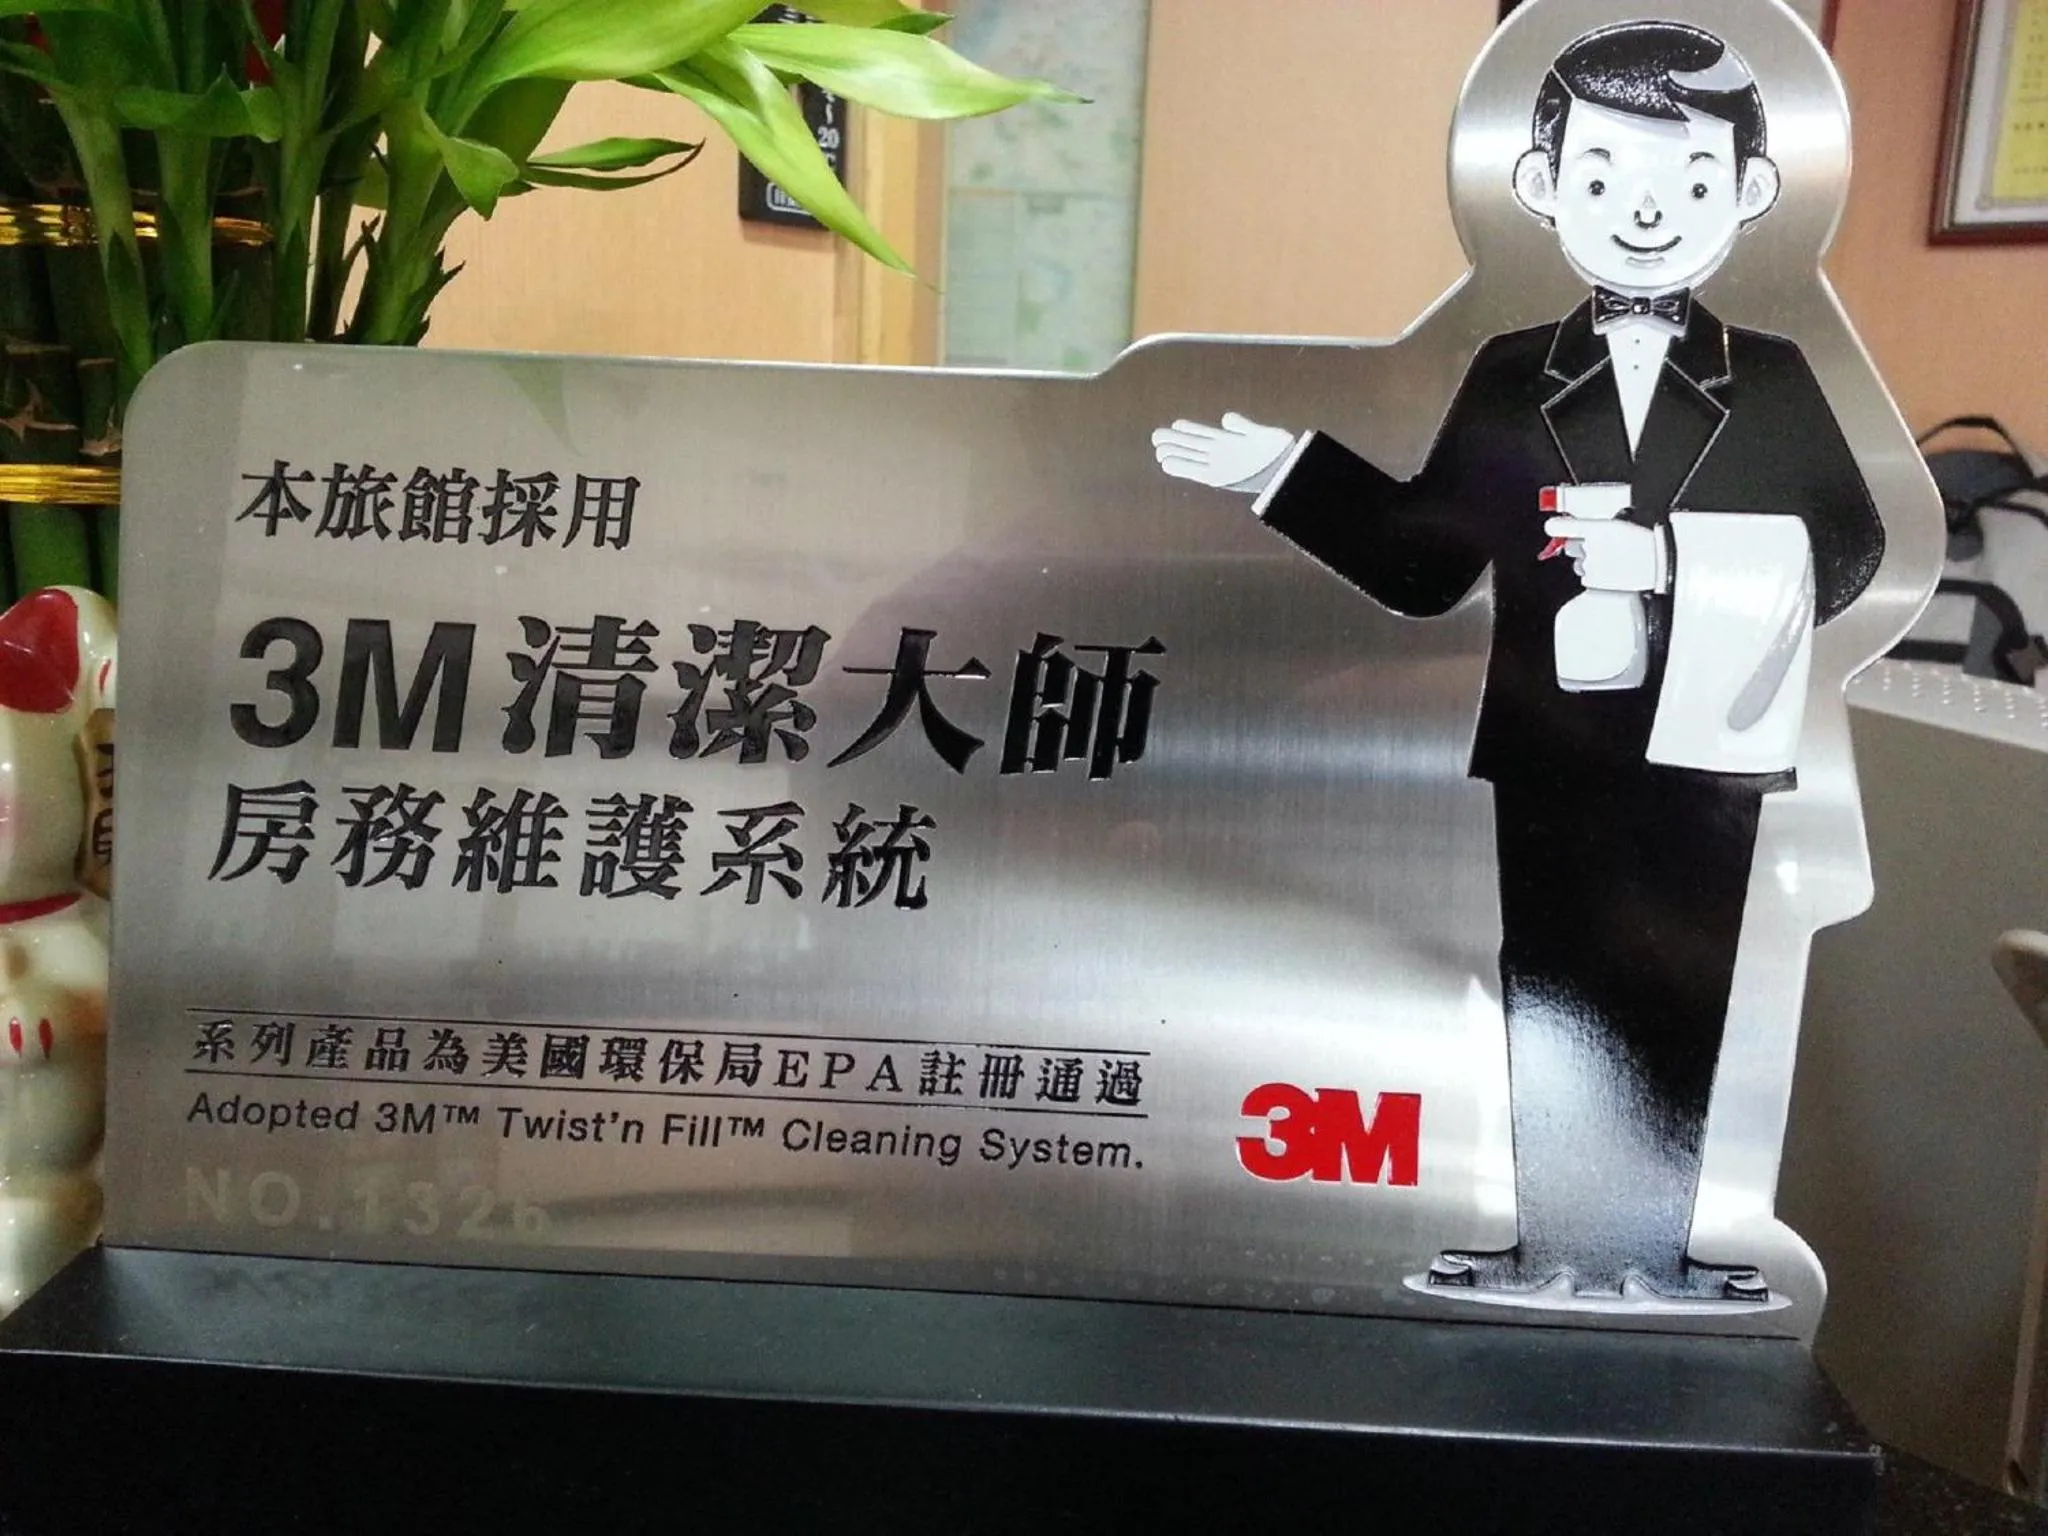 本旅館採用
3M清潔大師
房務維護系統
系列產品為美國環保局EPA註冊通過
Adopted 3M™ Twist'n Fill™ Cleaning System.
NO.1326
3M